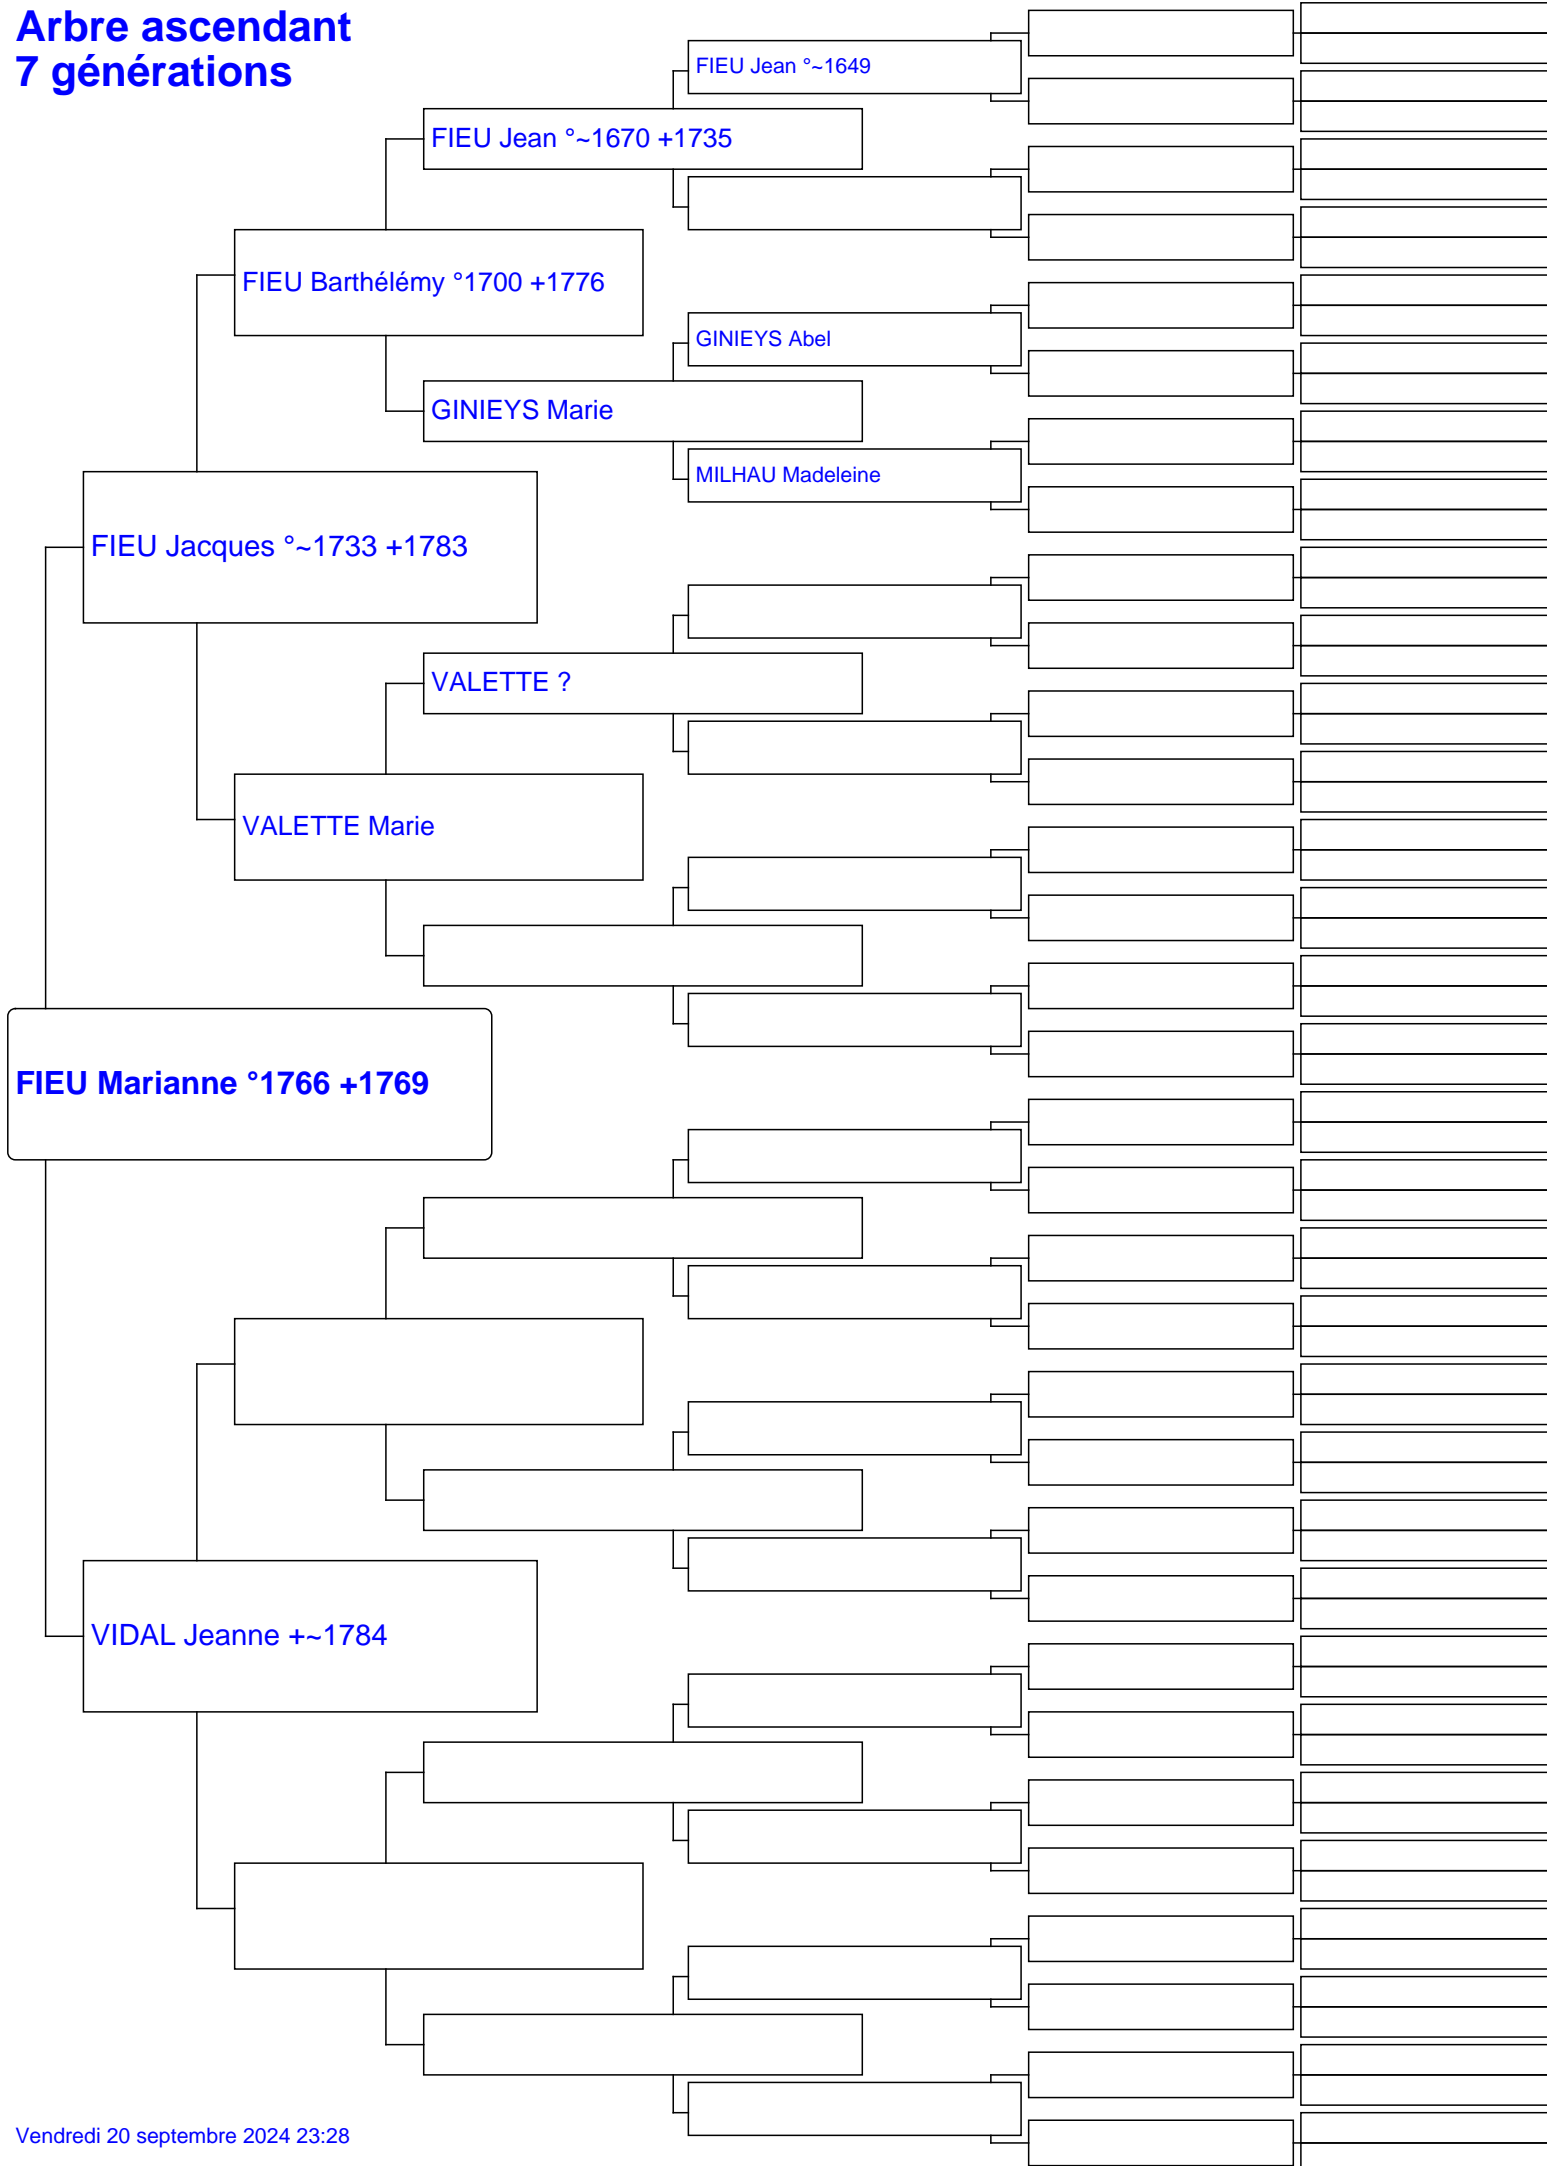 Arbre ascendant
7 générations
FIEU Jean °~1649
FIEU Jean °~1670 +1735
FIEU Barthélémy °1700 +1776
GINIEYS Abel
GINIEYS Marie
MILHAU Madeleine
FIEU Jacques °~1733 +1783
VALETTE ?
VALETTE Marie
FIEU Marianne °1766 +1769
VIDAL Jeanne +~1784
Vendredi 20 septembre 2024 23:28